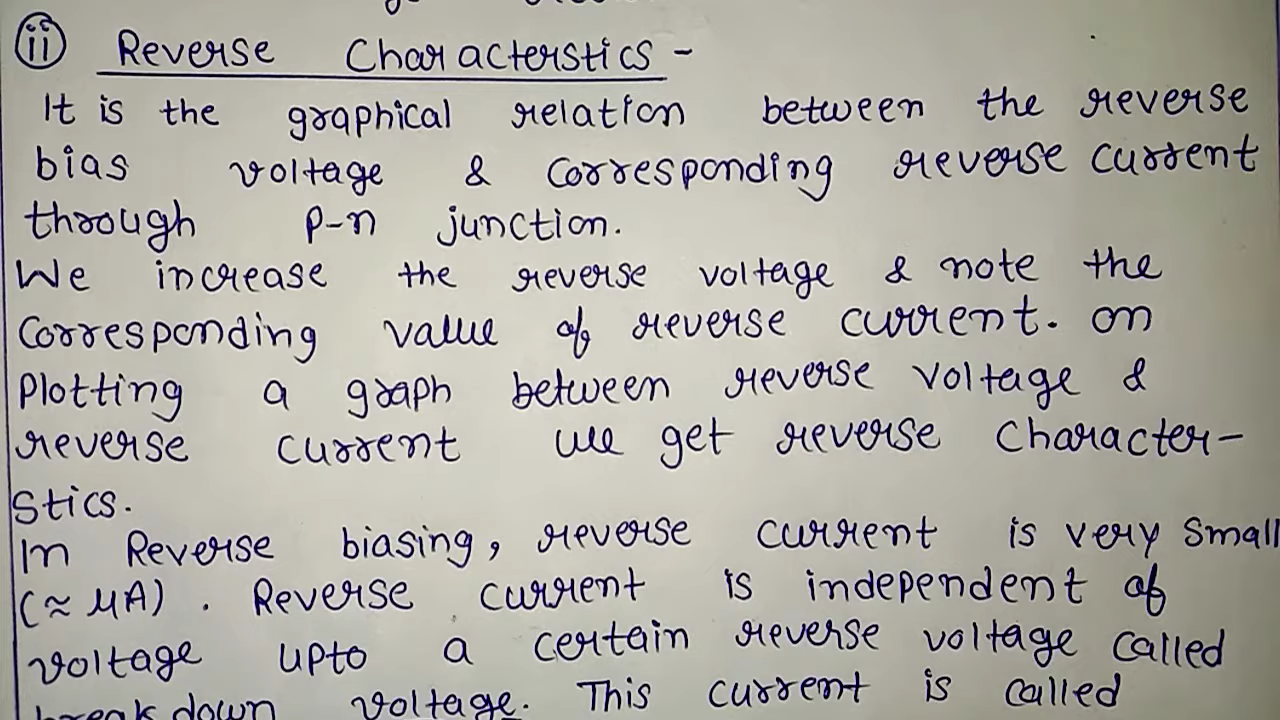 (ii) Reverse Characterstics -
It is the graphical relation between the reverse
bias voltage & Corresponding reverse current
through P-n junction.
We increase the reverse voltage & note the
Corresponding value of reverse current. on
Plotting a graph between reverse voltage &
reverse current we get reverse Character-
stics.
In Reverse biasing, reverse current is very Small
(≈ μA). Reverse current is independent of
voltage upto a certain reverse voltage called
break down voltage. This current is called